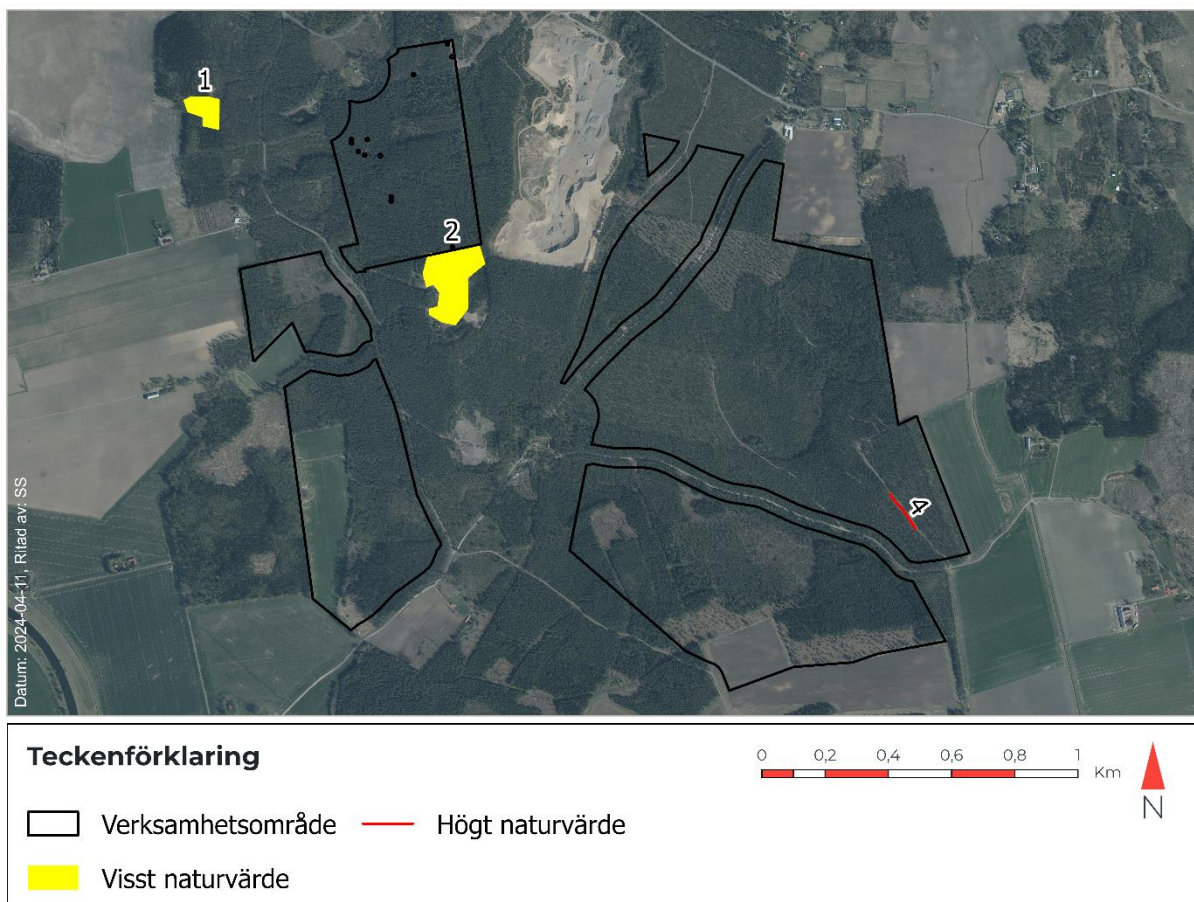 1
2
4
Datum: 2024-04-11, Ritad av: SS
Teckenförklaring
0 0,2 0,4 0,6 0,8 1
Km
N
Verksamhetsområde
Högt naturvärde
Visst naturvärde